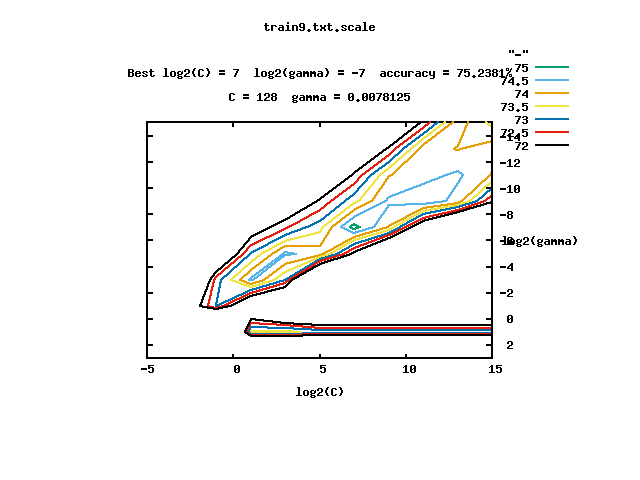 train9.txt.scale
"-"
Best log2(C) = 7  log2(gamma) = -7  accuracy = 75.2381%
C = 128  gamma = 0.0078125
75
74.5
74
73.5
73
72.5
72
-14
-12
-10
-8
-6
log2(gamma)
-4
-2
0
2
-5 0 5 10 15
log2(C)